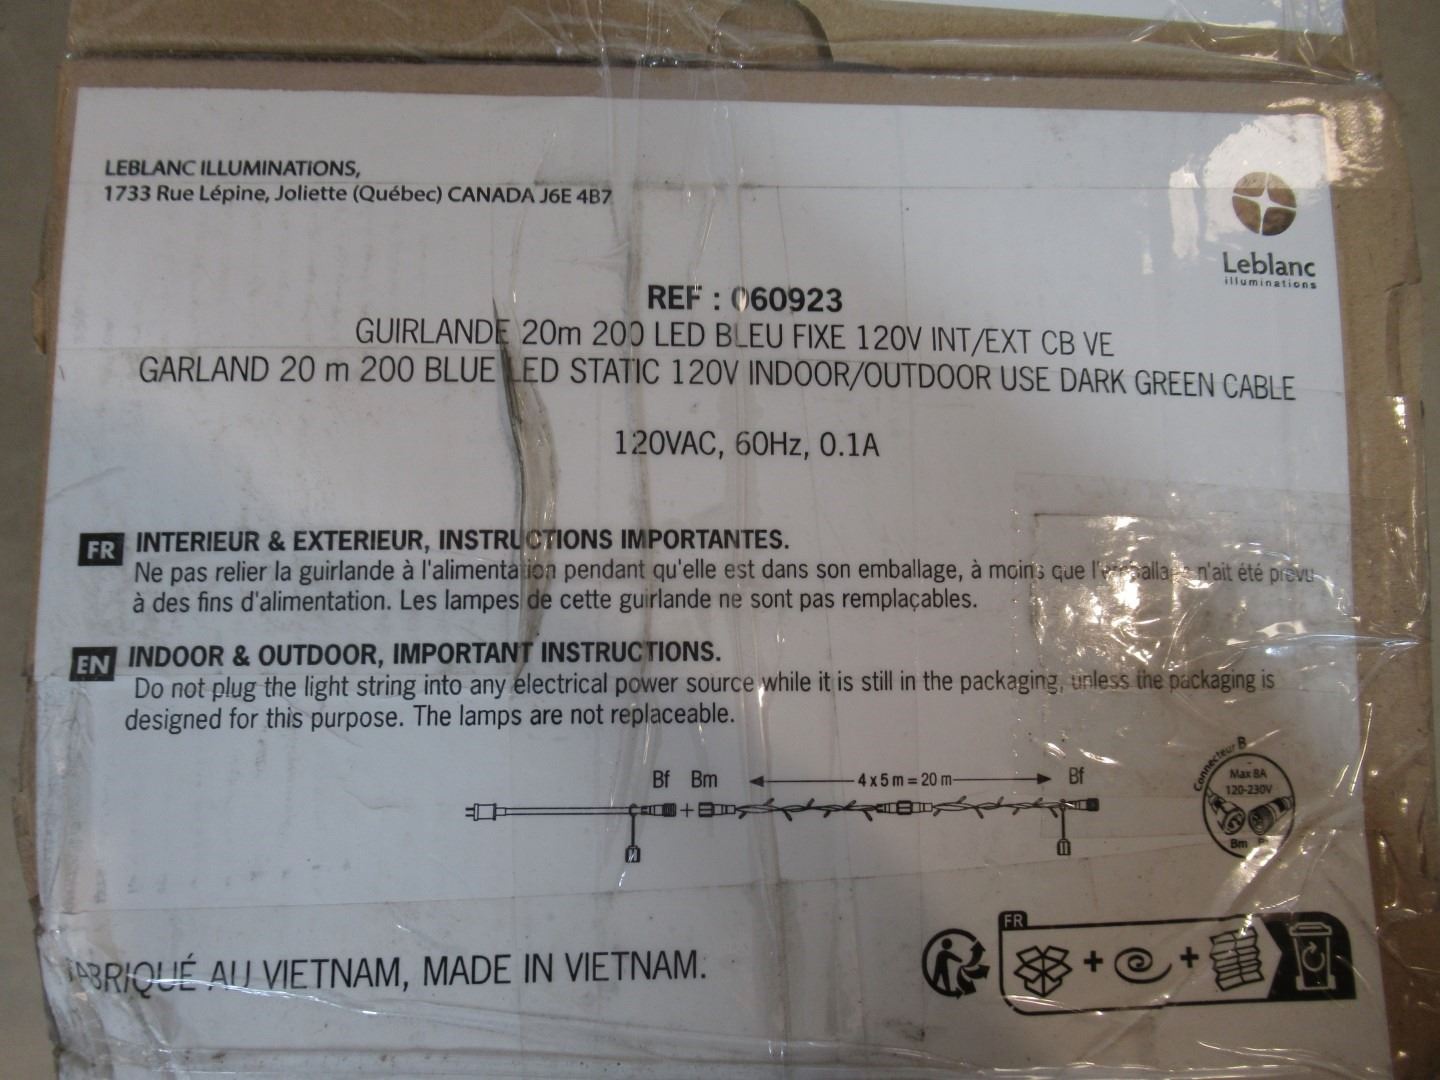 LEBLANC ILLUMINATIONS,
1733 Rue Lépine, Joliette (Québec) CANADA J6E 4B7
Leblanc
illuminations
REF : 060923
GUIRLANDE 20m 200 LED BLEU FIXE 120V INT/EXT CB VE
GARLAND 20 m 200 BLUE LED STATIC 120V INDOOR/OUTDOOR USE DARK GREEN CABLE
120VAC, 60Hz, 0.1A
FR INTERIEUR & EXTERIEUR, INSTRUCTIONS IMPORTANTES.
Ne pas relier la guirlande à l'alimentation pendant qu'elle est dans son emballage, à moins que l'emballage n'ait été prévu
à des fins d'alimentation. Les lampes de cette guirlande ne sont pas remplaçables.
EN INDOOR & OUTDOOR, IMPORTANT INSTRUCTIONS.
Do not plug the light string into any electrical power source while it is still in the packaging, unless the packaging is
designed for this purpose. The lamps are not replaceable.
Bf Bm 4 x 5 m = 20 m Bf
Connecteur B
Max 8A
120-230V
Bm
FR
FABRIQUÉ AU VIETNAM, MADE IN VIETNAM.